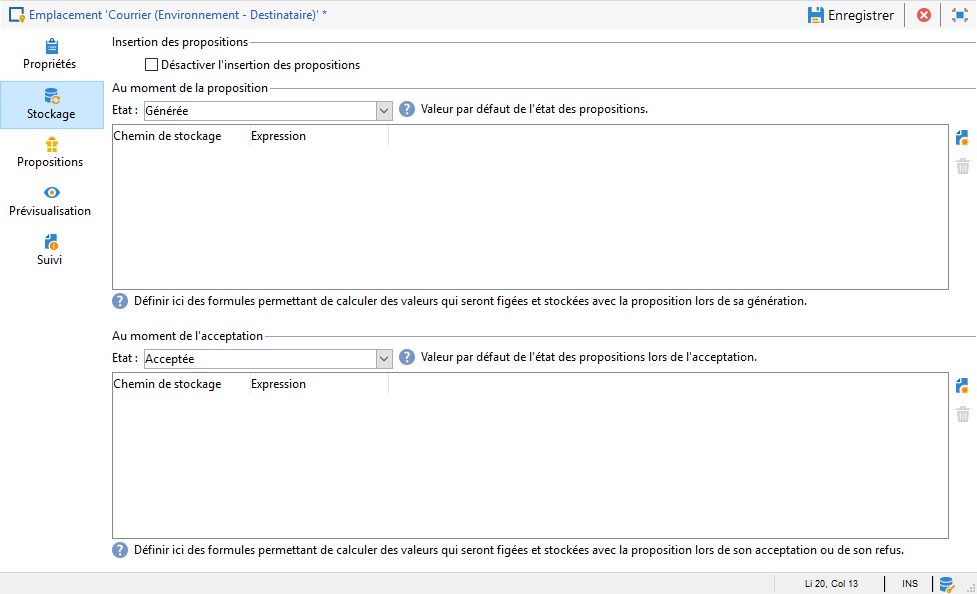 Emplacement 'Courrier (Environnement - Destinataire)' *
Enregistrer
Propriétés
Stockage
Propositions
Prévisualisation
Suivi
Insertion des propositions
Désactiver l'insertion des propositions
Au moment de la proposition
Etat : Générée ? Valeur par défaut de l'état des propositions.
Chemin de stockage Expression
? Définir ici des formules permettant de calculer des valeurs qui seront figées et stockées avec la proposition lors de sa génération.
Au moment de l'acceptation
Etat : Acceptée ? Valeur par défaut de l'état des propositions lors de l'acceptation.
Chemin de stockage Expression
? Définir ici des formules permettant de calculer des valeurs qui seront figées et stockées avec la proposition lors de son acceptation ou de son refus.
Li 20, Col 13 INS